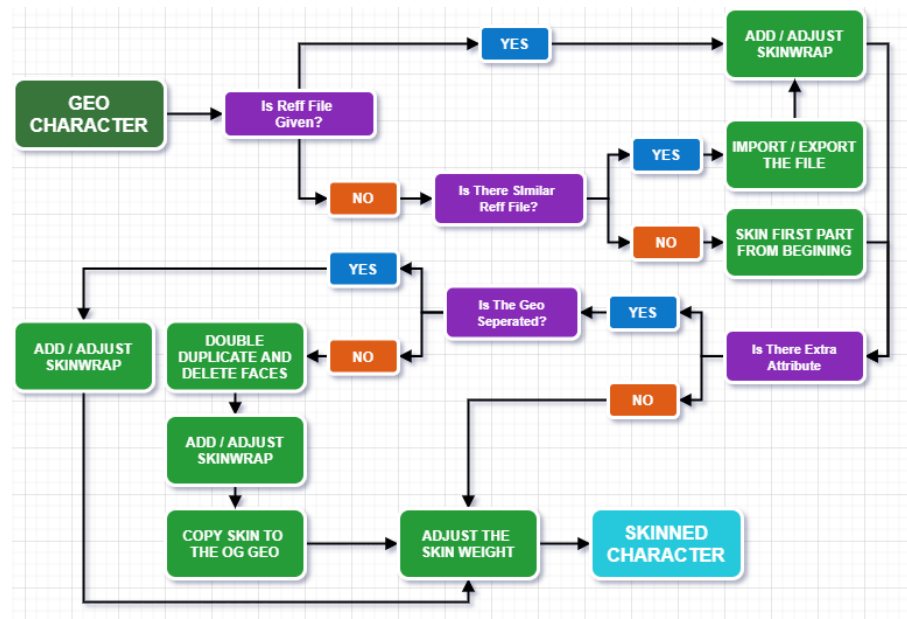 GEO
CHARACTER
Is Reff File
Given?
YES
ADD / ADJUST
SKINWRAP
NO
Is There SImilar
Reff File?
YES
IMPORT / EXPORT
THE FILE
NO
SKIN FIRST PART
FROM BEGINING
Is There Extra
Attribute
YES
NO
Is The Geo
Seperated?
YES
NO
ADD / ADJUST
SKINWRAP
DOUBLE
DUPLICATE AND
DELETE FACES
ADD / ADJUST
SKINWRAP
COPY SKIN TO
THE OG GEO
ADJUST THE
SKIN WEIGHT
SKINNED
CHARACTER